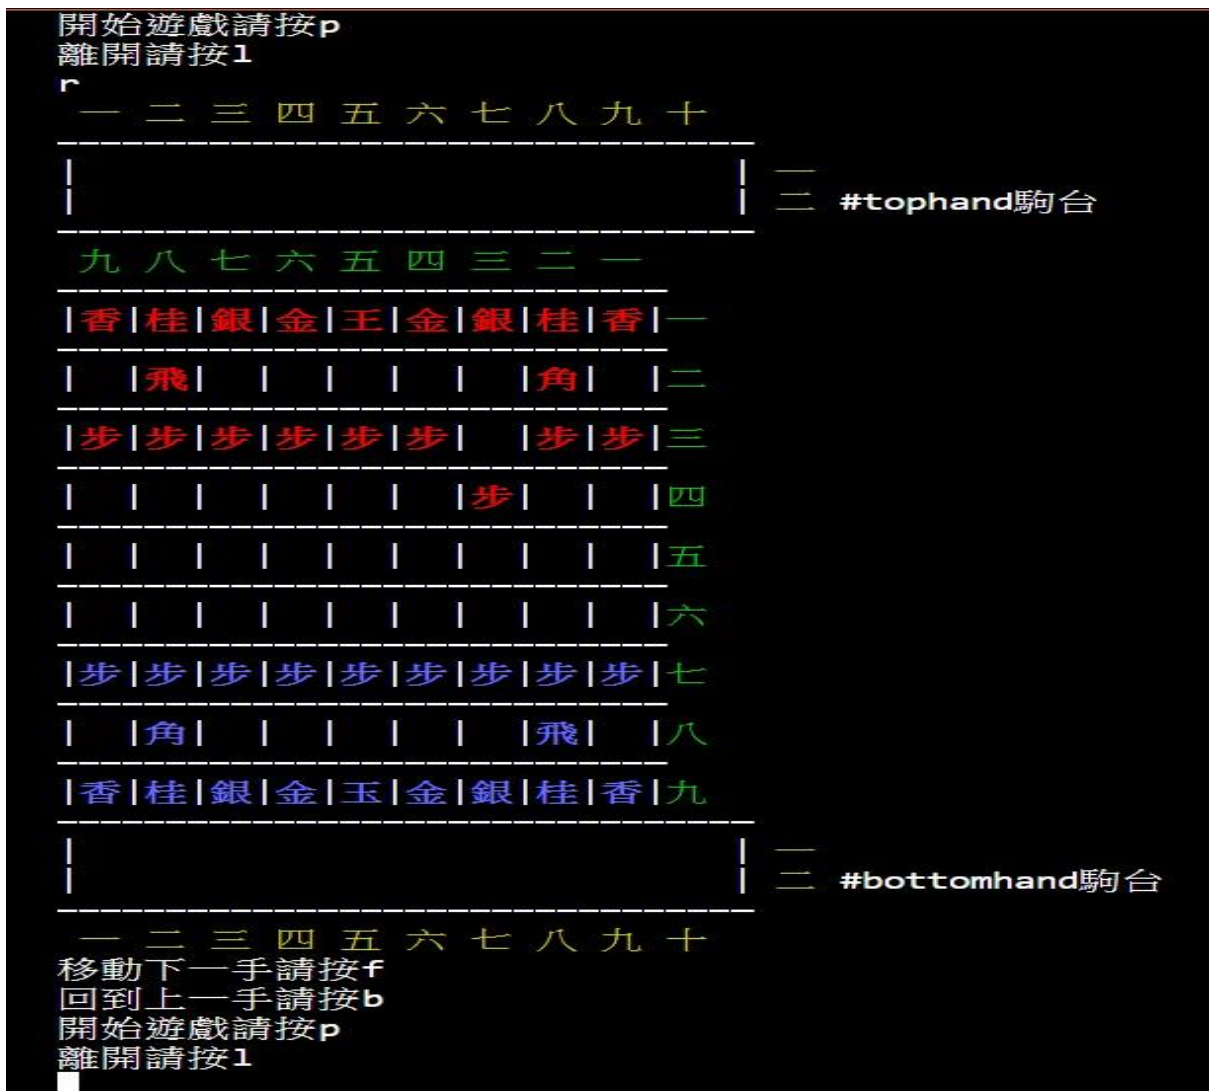 開始遊戲請按p
離開請按l
r
一 二 三 四 五 六 七 八 九 十
| | 一
| | 二 #tophand駒台
九 八 七 六 五 四 三 二 一
|香|桂|銀|金|王|金|銀|桂|香|一
| |飛| | | | | |角| |二
|步|步|步|步|步|步| |步|步|三
| | | | | | |步| | |四
| | | | | | | | | |五
| | | | | | | | | |六
|步|步|步|步|步|步|步|步|步|七
| |角| | | | | |飛| |八
|香|桂|銀|金|玉|金|銀|桂|香|九
| | 一
| | 二 #bottomhand駒台
一 二 三 四 五 六 七 八 九 十
移動下一手請按f
回到上一手請按b
開始遊戲請按p
離開請按l